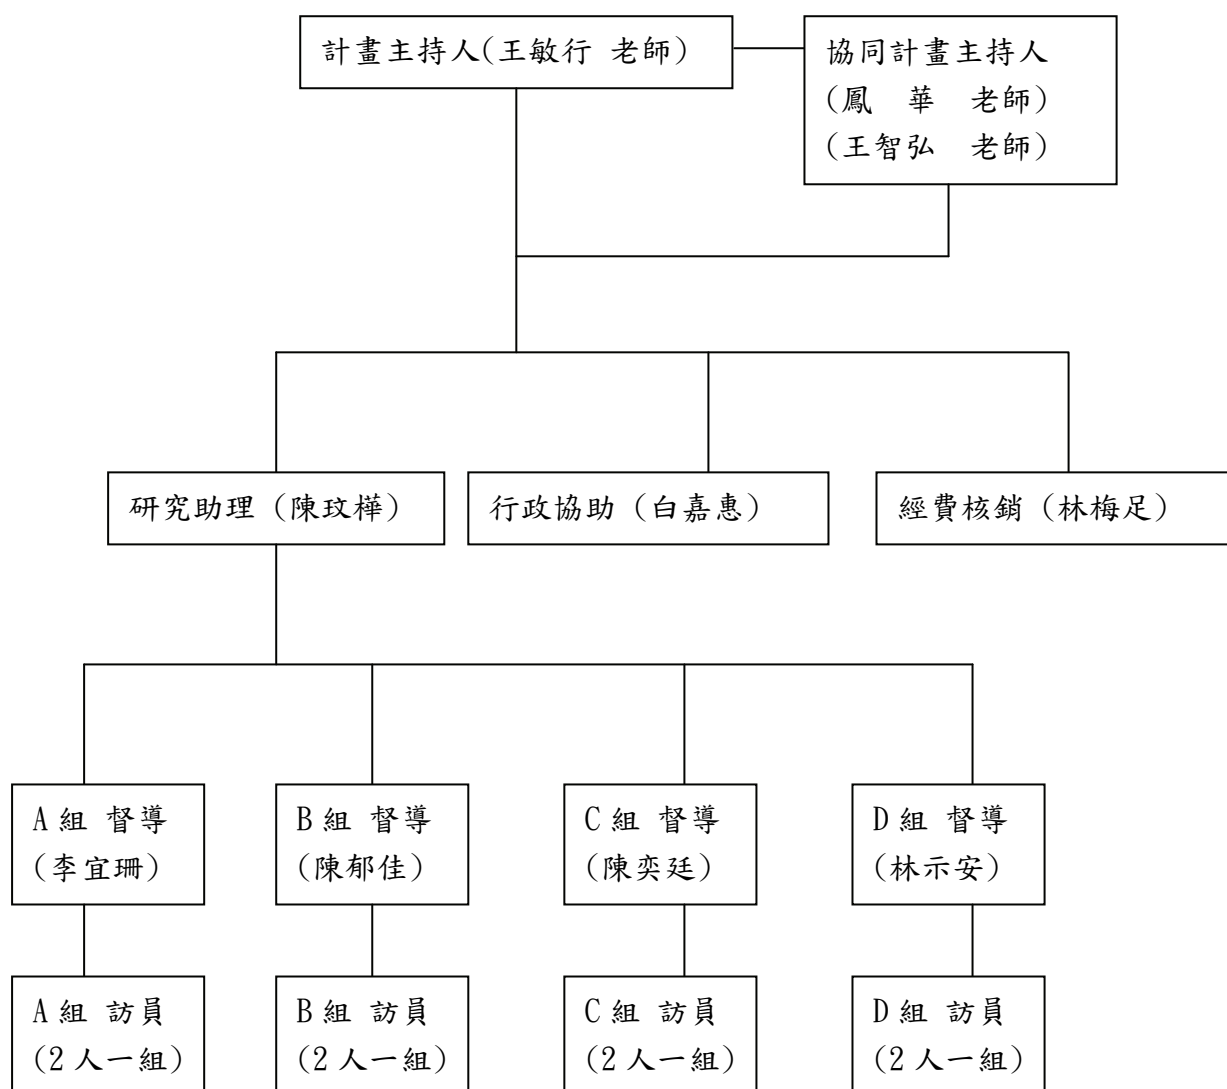 計畫主持人(王敏行 老師)
協同計畫主持人
(鳳　華　老師)
(王智弘　老師)
研究助理 (陳玟樺)
行政協助 (白嘉惠)
經費核銷 (林梅足)
A組 督導
(李宜珊)
B組 督導
(陳郁佳)
C組 督導
(陳奕廷)
D組 督導
(林示安)
A組 訪員
(2人一組)
B組 訪員
(2人一組)
C組 訪員
(2人一組)
D組 訪員
(2人一組)